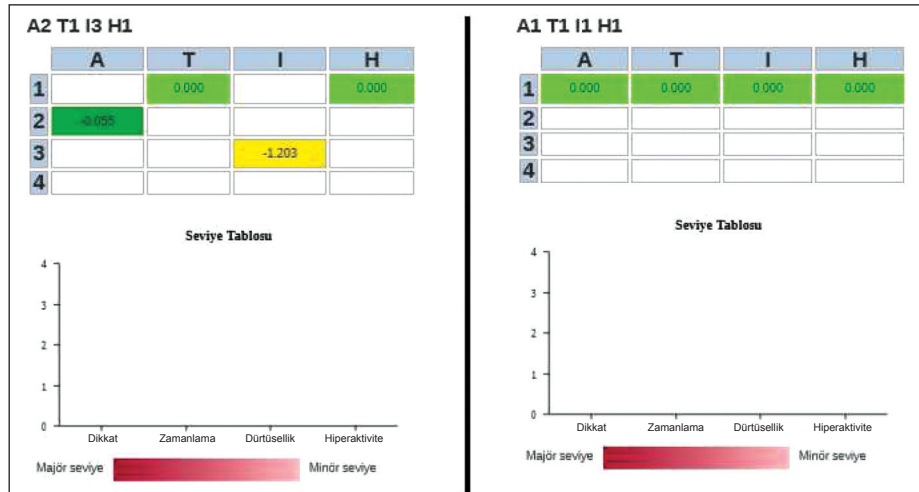 A2 T1 I3 H1
A T I H
1 0.000 0.000
2 -0.055
3 -1.203
4
Seviye Tablosu
4
3
2
1
0
Dikkat Zamanlama Dürtüsellik Hiperaktivite
Majör seviye Minör seviye
A1 T1 I1 H1
A T I H
1 0.000 0.000 0.000 0.000
2
3
4
Seviye Tablosu
4
3
2
1
0
Dikkat Zamanlama Dürtüsellik Hiperaktivite
Majör seviye Minör seviye